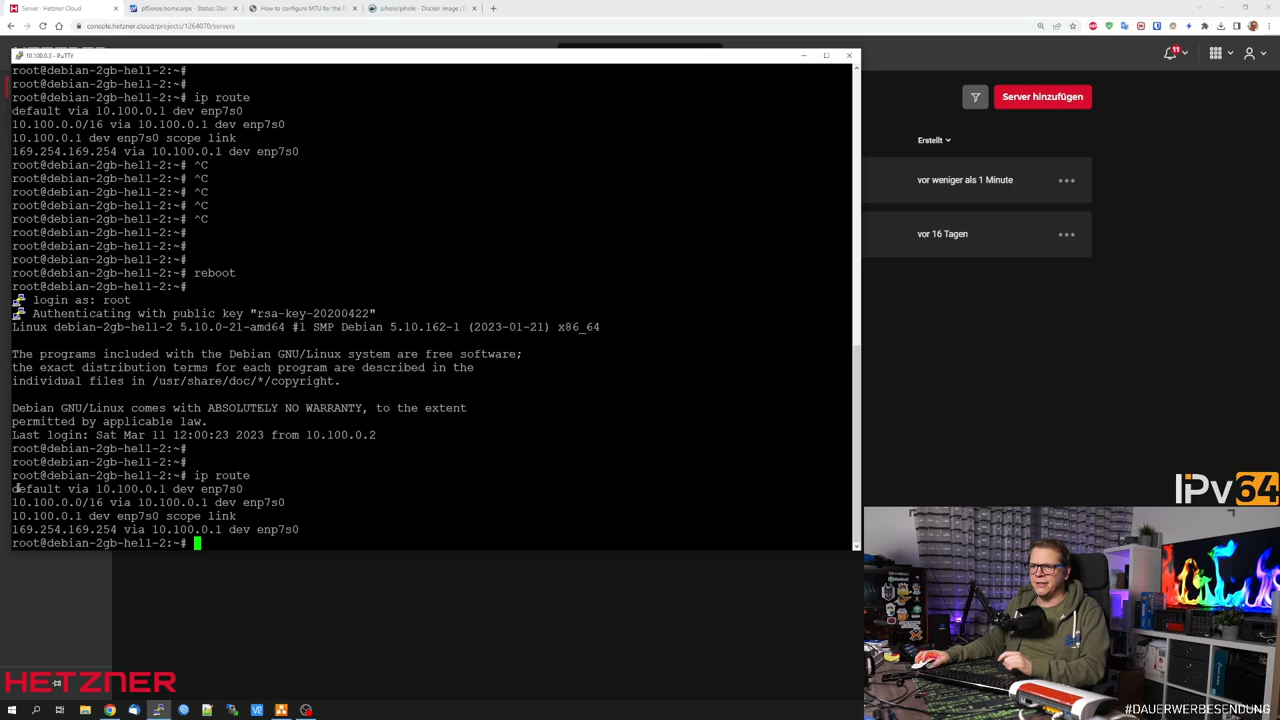 Server · Hetzner Cloud
pfSense.home.arpa - Status: Das
How to configure MTU for the D
pihole/pihole - Docker Image | D
console.hetzner.cloud/projects/1264070/servers
10.100.0.3 - PuTTY
11
root@debian-2gb-hel1-2:~#
root@debian-2gb-hel1-2:~#
root@debian-2gb-hel1-2:~# ip route
default via 10.100.0.1 dev enp7s0
10.100.0.0/16 via 10.100.0.1 dev enp7s0
10.100.0.1 dev enp7s0 scope link
169.254.169.254 via 10.100.0.1 dev enp7s0
root@debian-2gb-hel1-2:~# ^C
root@debian-2gb-hel1-2:~# ^C
root@debian-2gb-hel1-2:~# ^C
root@debian-2gb-hel1-2:~# ^C
root@debian-2gb-hel1-2:~# ^C
root@debian-2gb-hel1-2:~#
root@debian-2gb-hel1-2:~#
root@debian-2gb-hel1-2:~#
root@debian-2gb-hel1-2:~# reboot
root@debian-2gb-hel1-2:~#
login as: root
Authenticating with public key "rsa-key-20200422"
Linux debian-2gb-hel1-2 5.10.0-21-amd64 #1 SMP Debian 5.10.162-1 (2023-01-21) x86_64
The programs included with the Debian GNU/Linux system are free software;
the exact distribution terms for each program are described in the
individual files in /usr/share/doc/*/copyright.
Debian GNU/Linux comes with ABSOLUTELY NO WARRANTY, to the extent
permitted by applicable law.
Last login: Sat Mar 11 12:00:23 2023 from 10.100.0.2
root@debian-2gb-hel1-2:~#
root@debian-2gb-hel1-2:~#
root@debian-2gb-hel1-2:~# ip route
default via 10.100.0.1 dev enp7s0
10.100.0.0/16 via 10.100.0.1 dev enp7s0
10.100.0.1 dev enp7s0 scope link
169.254.169.254 via 10.100.0.1 dev enp7s0
root@debian-2gb-hel1-2:~#
Server hinzufügen
Erstellt
vor weniger als 1 Minute
vor 16 Tagen
IPv64
HETZNER
#DAUERWERBESENDUNG